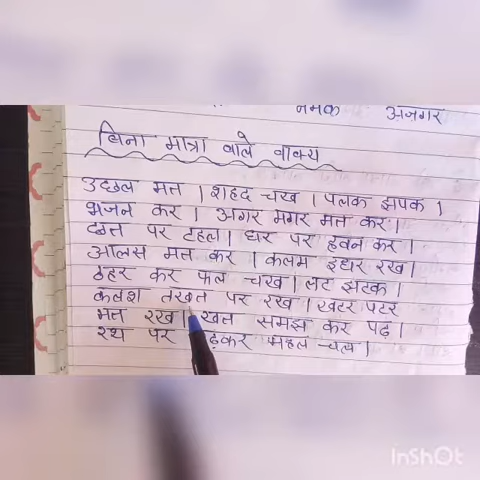 नमक अजगर
बिना मात्रा वाले वाक्य
उछल मत । शहद चख । पलक झपक ।
भजन कर । अगर मगर मत कर ।
छत पर टहल । घर पर हवन कर ।
आलस मत कर । कलम इधर रख ।
ठहर कर फल चख । लट झटक ।
कलश तखत पर रख । खटर पटर
मत रख । खत समझ कर पढ़ ।
रथ पर महल चल ।
InShOt